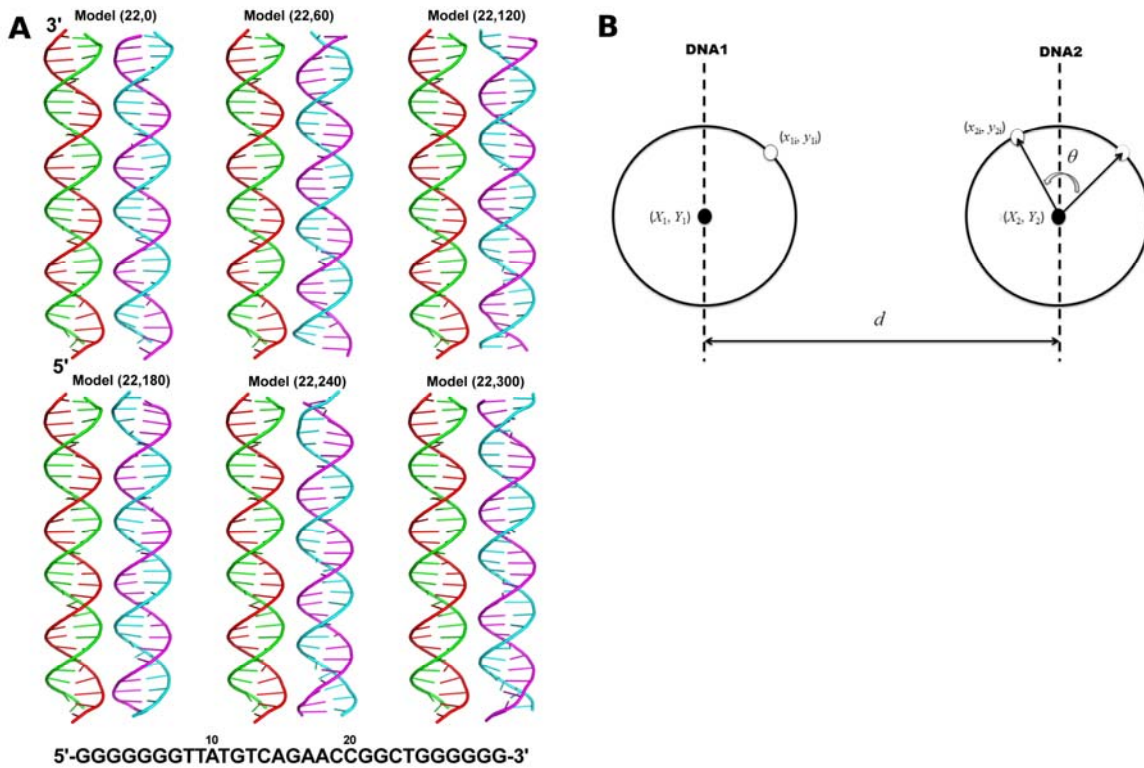 A
Model (22,0) Model (22,60) Model (22,120)
3'
5'
Model (22,180) Model (22,240) Model (22,300)
10 20
5'-GGGGGGGTTATGTCAGAACCGGCTGGGGGG-3'
B
DNA1 DNA2
(x1i, y1i) (x2i, y2i)
θ
(X1, Y1) (X2, Y2)
d